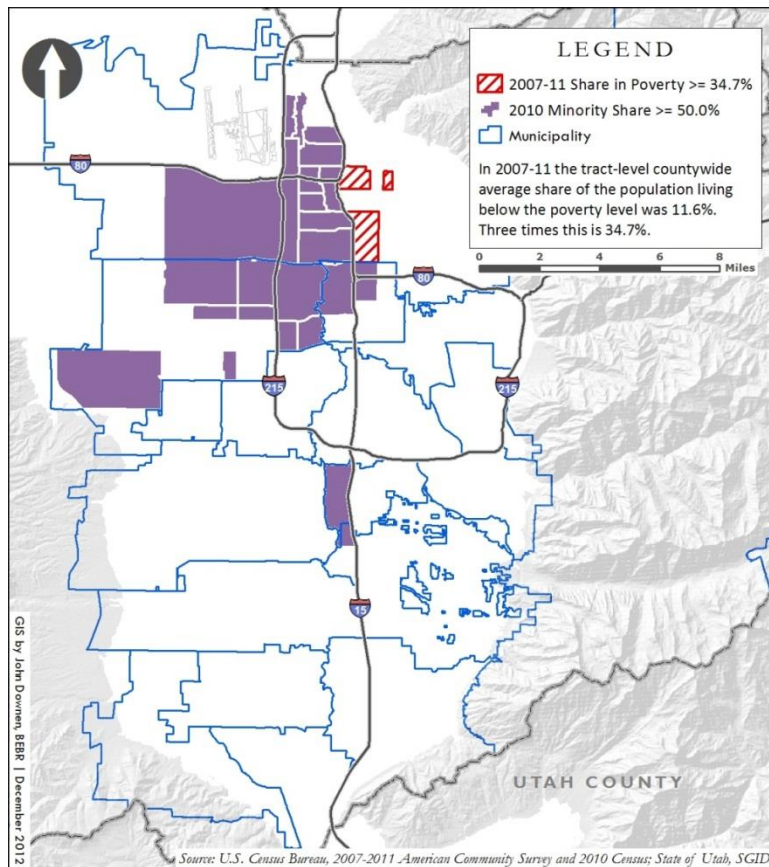 LEGEND
2007-11 Share in Poverty >= 34.7%
2010 Minority Share >= 50.0%
Municipality
In 2007-11 the tract-level countywide
average share of the population living
below the poverty level was 11.6%.
Three times this is 34.7%.
0 2 4 6 8
Miles
80
80
215
215
15
UTAH COUNTY
GIS by John Downen, BEBR | December 2012
Source: U.S. Census Bureau, 2007-2011 American Community Survey and 2010 Census; State of Utah, SGID